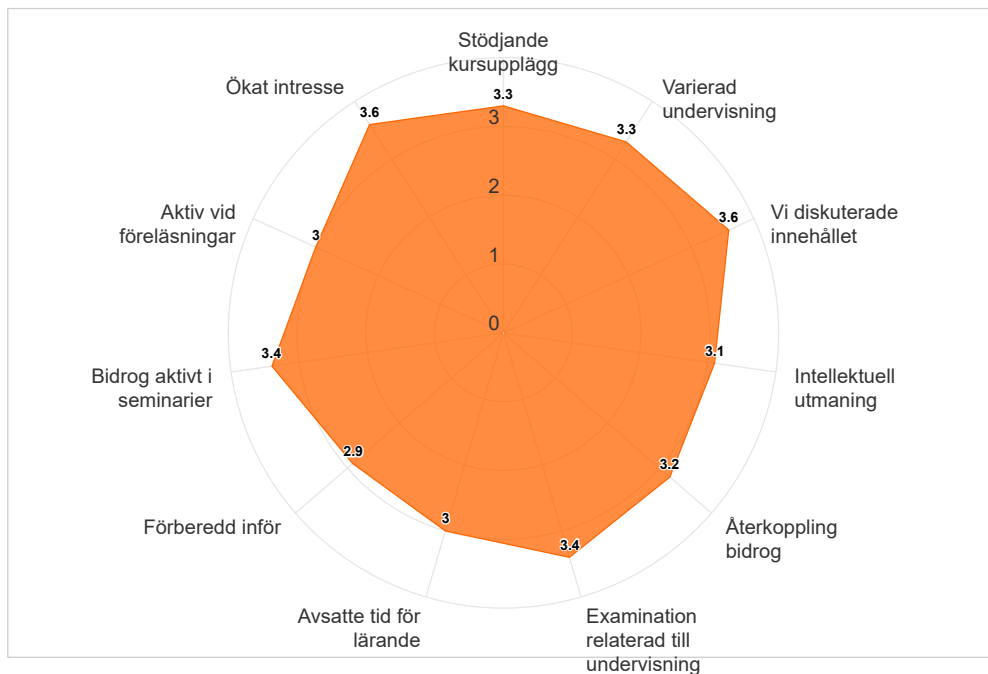 Stödjande
kursupplägg
3.3
Ökat intresse
3.6
Varierad
undervisning
3.3
3
2
1
0
Aktiv vid
föreläsningar
3
Vi diskuterade
innehållet
3.6
Bidrog aktivt i
seminarier
3.4
Intellektuell
utmaning
3.1
Förberedd inför
2.9
Återkoppling
bidrog
3.2
Avsatte tid för
lärande
3
Examination
relaterad till
undervisning
3.4